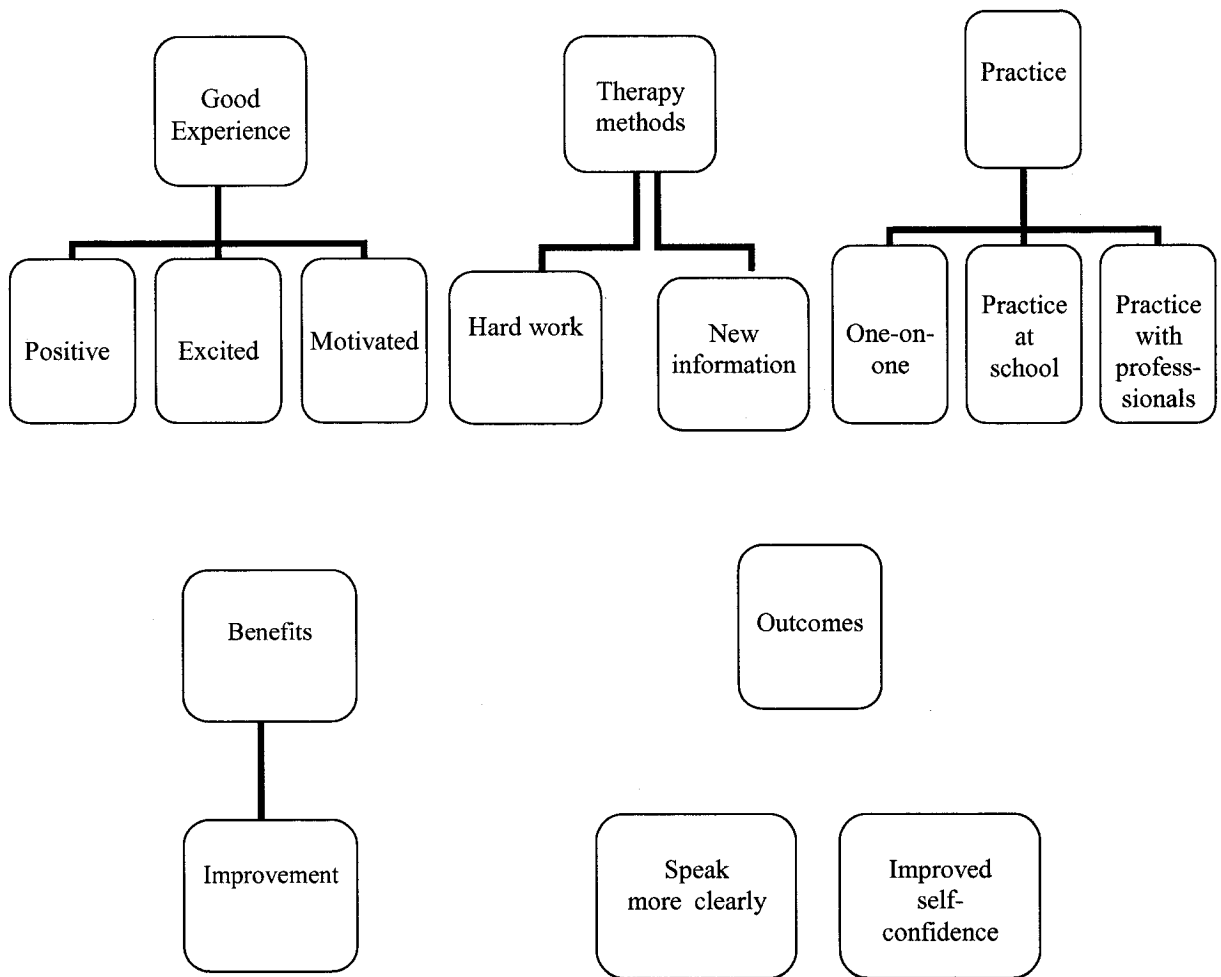 Good
Experience
Therapy
methods
Practice
Positive
Excited
Motivated
Hard work
New
information
One-on-
one
Practice
at
school
Practice
with
profess-
sionals
Benefits
Outcomes
Improvement
Speak
more clearly
Improved
self-
confidence